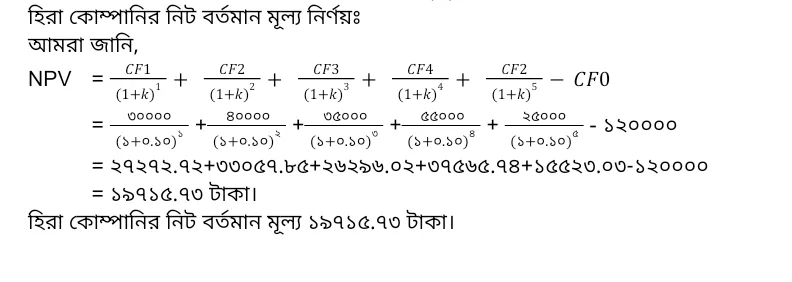 হিরা কোম্পানির নিট বর্তমান মূল্য নির্ণয়ঃ
আমরা জানি,
NPV = CF1/(1+k)^1 + CF2/(1+k)^2 + CF3/(1+k)^3 + CF4/(1+k)^4 + CF2/(1+k)^5 − CF0
= ৩০০০০/(১+০.১০)^১ + ৪০০০০/(১+০.১০)^২ + ৩৫০০০/(১+০.১০)^৩ + ৫৫০০০/(১+০.১০)^৪ + ২৫০০০/(১+০.১০)^৫ - ১২০০০০
= ২৭২৭২.৭২+৩৩০৫৭.৮৫+২৬২৯৬.০২+৩৭৫৬৫.৭৪+১৫৫২৩.০৩-১২০০০০
= ১৯৭১৫.৭৩ টাকা।
হিরা কোম্পানির নিট বর্তমান মূল্য ১৯৭১৫.৭৩ টাকা।